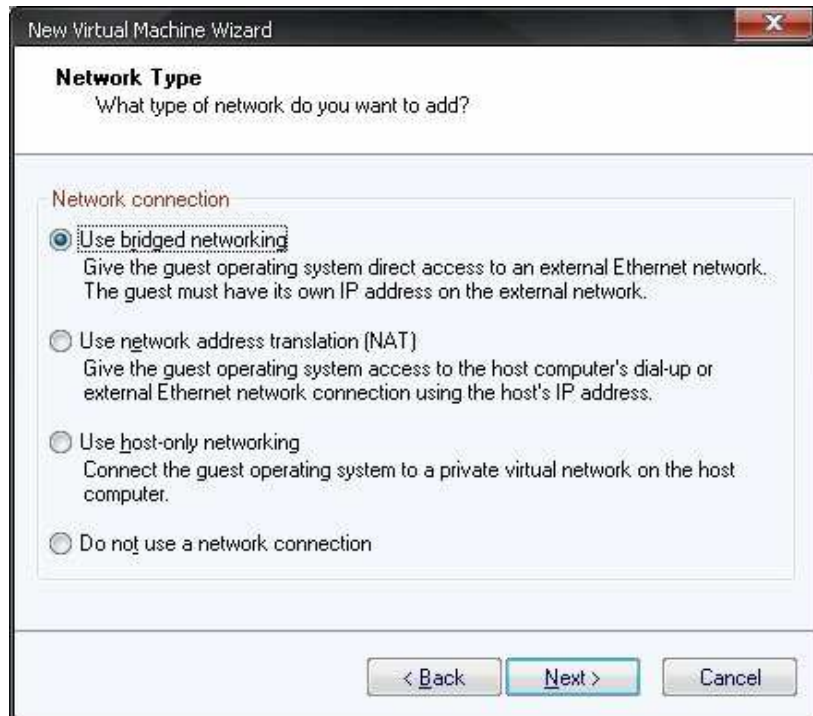 New Virtual Machine Wizard
Network Type
What type of network do you want to add?
Network connection
Use bridged networking
Give the guest operating system direct access to an external Ethernet network.
The guest must have its own IP address on the external network.
Use network address translation (NAT)
Give the guest operating system access to the host computer's dial-up or
external Ethernet network connection using the host's IP address.
Use host-only networking
Connect the guest operating system to a private virtual network on the host
computer.
Do not use a network connection
< Back Next > Cancel